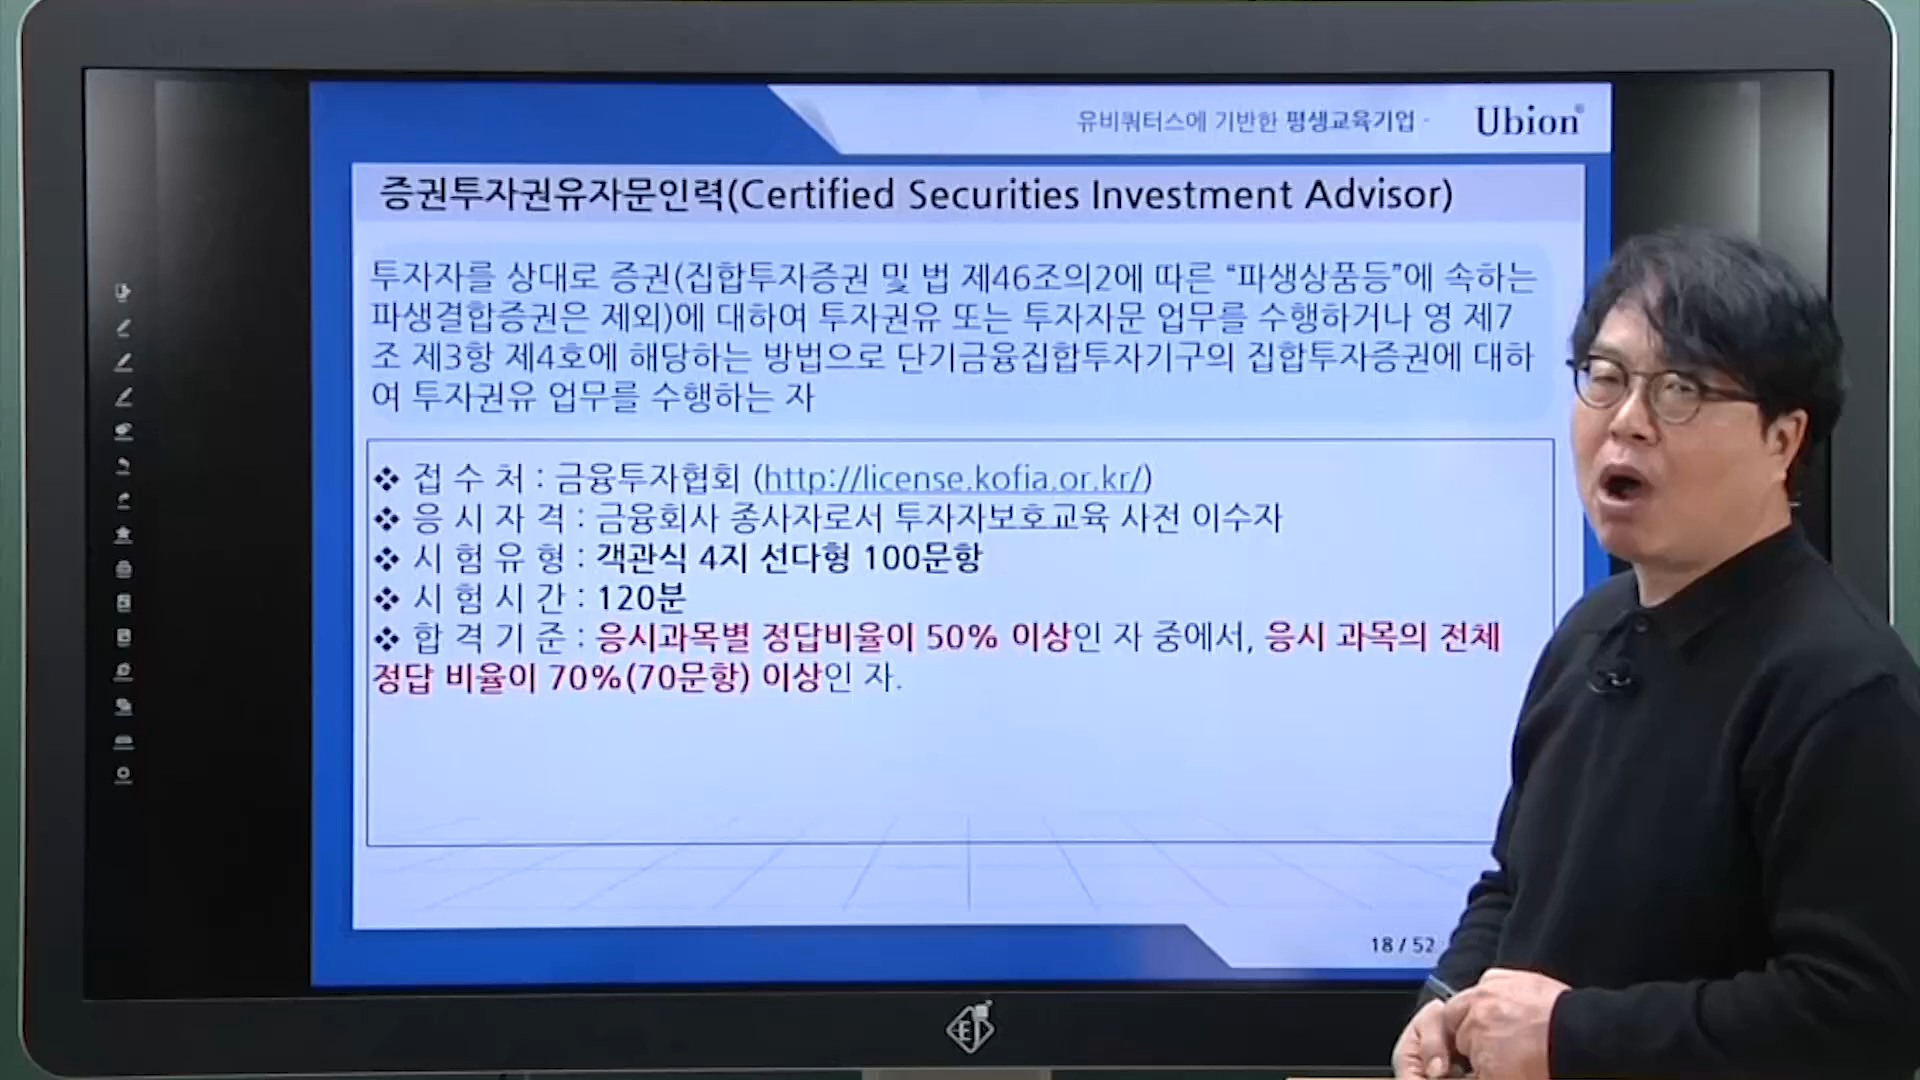 유비쿼터스에 기반한 평생교육기업 -
Ubion
증권투자권유자문인력(Certified Securities Investment Advisor)
투자자를 상대로 증권(집합투자증권 및 법 제46조의2에 따른 “파생상품등”에 속하는
파생결합증권은 제외)에 대하여 투자권유 또는 투자자문 업무를 수행하거나 영 제7
조 제3항 제4호에 해당하는 방법으로 단기금융집합투자기구의 집합투자증권에 대하
여 투자권유 업무를 수행하는 자
❖ 접 수 처 : 금융투자협회 (http://license.kofia.or.kr/)
❖ 응 시 자 격 : 금융회사 종사자로서 투자자보호교육 사전 이수자
❖ 시 험 유 형 : 객관식 4지 선다형 100문항
❖ 시 험 시 간 : 120분
❖ 합 격 기 준 : 응시과목별 정답비율이 50% 이상인 자 중에서, 응시 과목의 전체
정답 비율이 70%(70문항) 이상인 자.
18 / 52